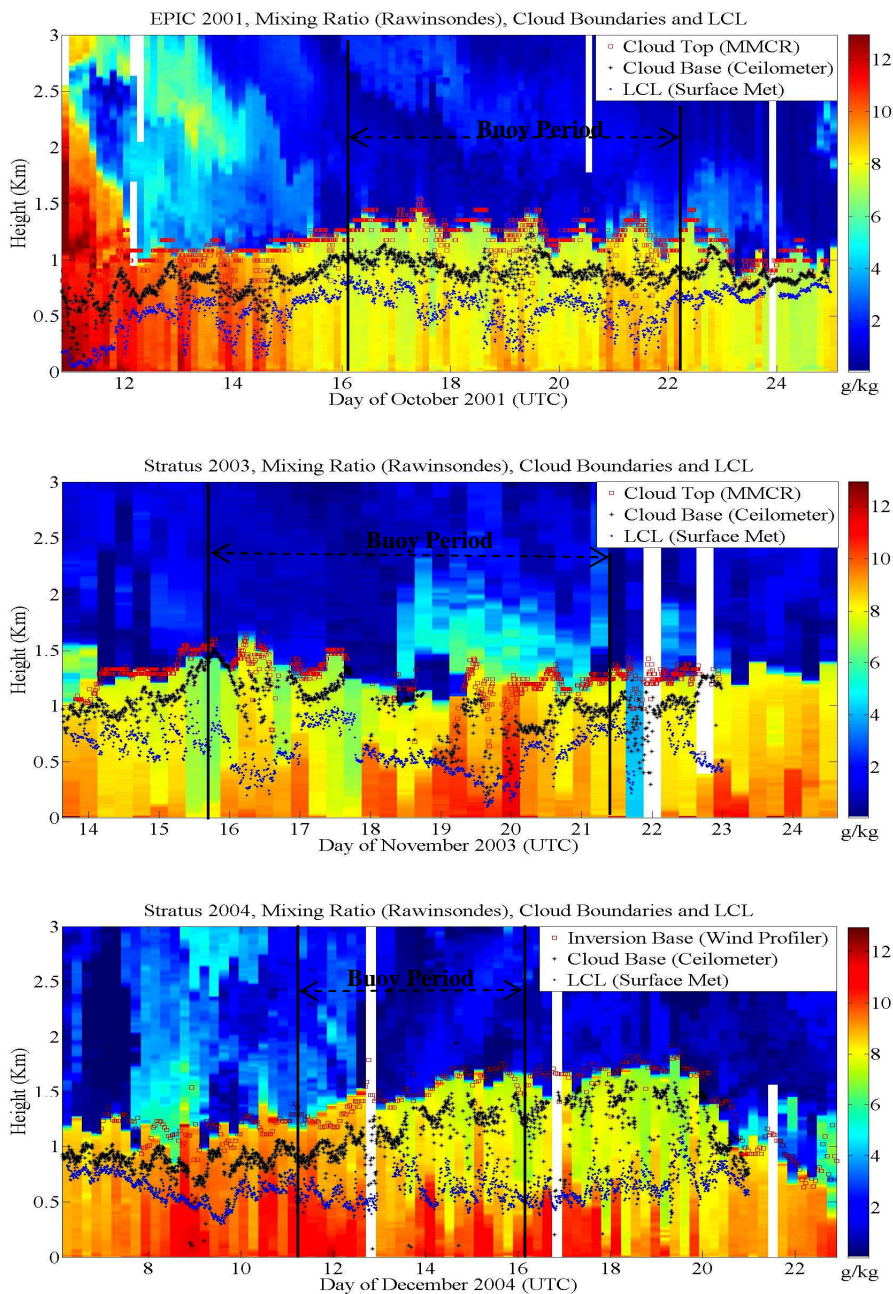 EPIC 2001, Mixing Ratio (Rawinsondes), Cloud Boundaries and LCL
3
2.5
2
1.5
1
0.5
0
Height (Km)
Cloud Top (MMCR)
Cloud Base (Ceilometer)
LCL (Surface Met)
Buoy Period
12
10
8
6
4
2
g/kg
12 14 16 18 20 22 24
Day of October 2001 (UTC)
Stratus 2003, Mixing Ratio (Rawinsondes), Cloud Boundaries and LCL
3
2.5
2
1.5
1
0.5
0
Height (Km)
Cloud Top (MMCR)
Cloud Base (Ceilometer)
LCL (Surface Met)
Buoy Period
12
10
8
6
4
2
g/kg
14 15 16 17 18 19 20 21 22 23 24
Day of November 2003 (UTC)
Stratus 2004, Mixing Ratio (Rawinsondes), Cloud Boundaries and LCL
3
2.5
2
1.5
1
0.5
0
Height (Km)
Inversion Base (Wind Profiler)
Cloud Base (Ceilometer)
LCL (Surface Met)
Buoy Period
12
10
8
6
4
2
g/kg
8 10 12 14 16 18 20 22
Day of December 2004 (UTC)